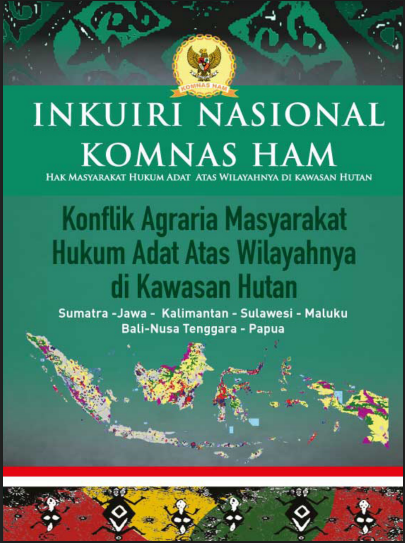 KOMNAS HAM
INKUIRI NASIONAL
KOMNAS HAM
HAK MASYARAKAT HUKUM ADAT ATAS WILAYAHNYA DI KAWASAN HUTAN
Konflik Agraria Masyarakat
Hukum Adat Atas Wilayahnya
di Kawasan Hutan
Sumatra -Jawa - Kalimantan - Sulawesi - Maluku
Bali-Nusa Tenggara - Papua